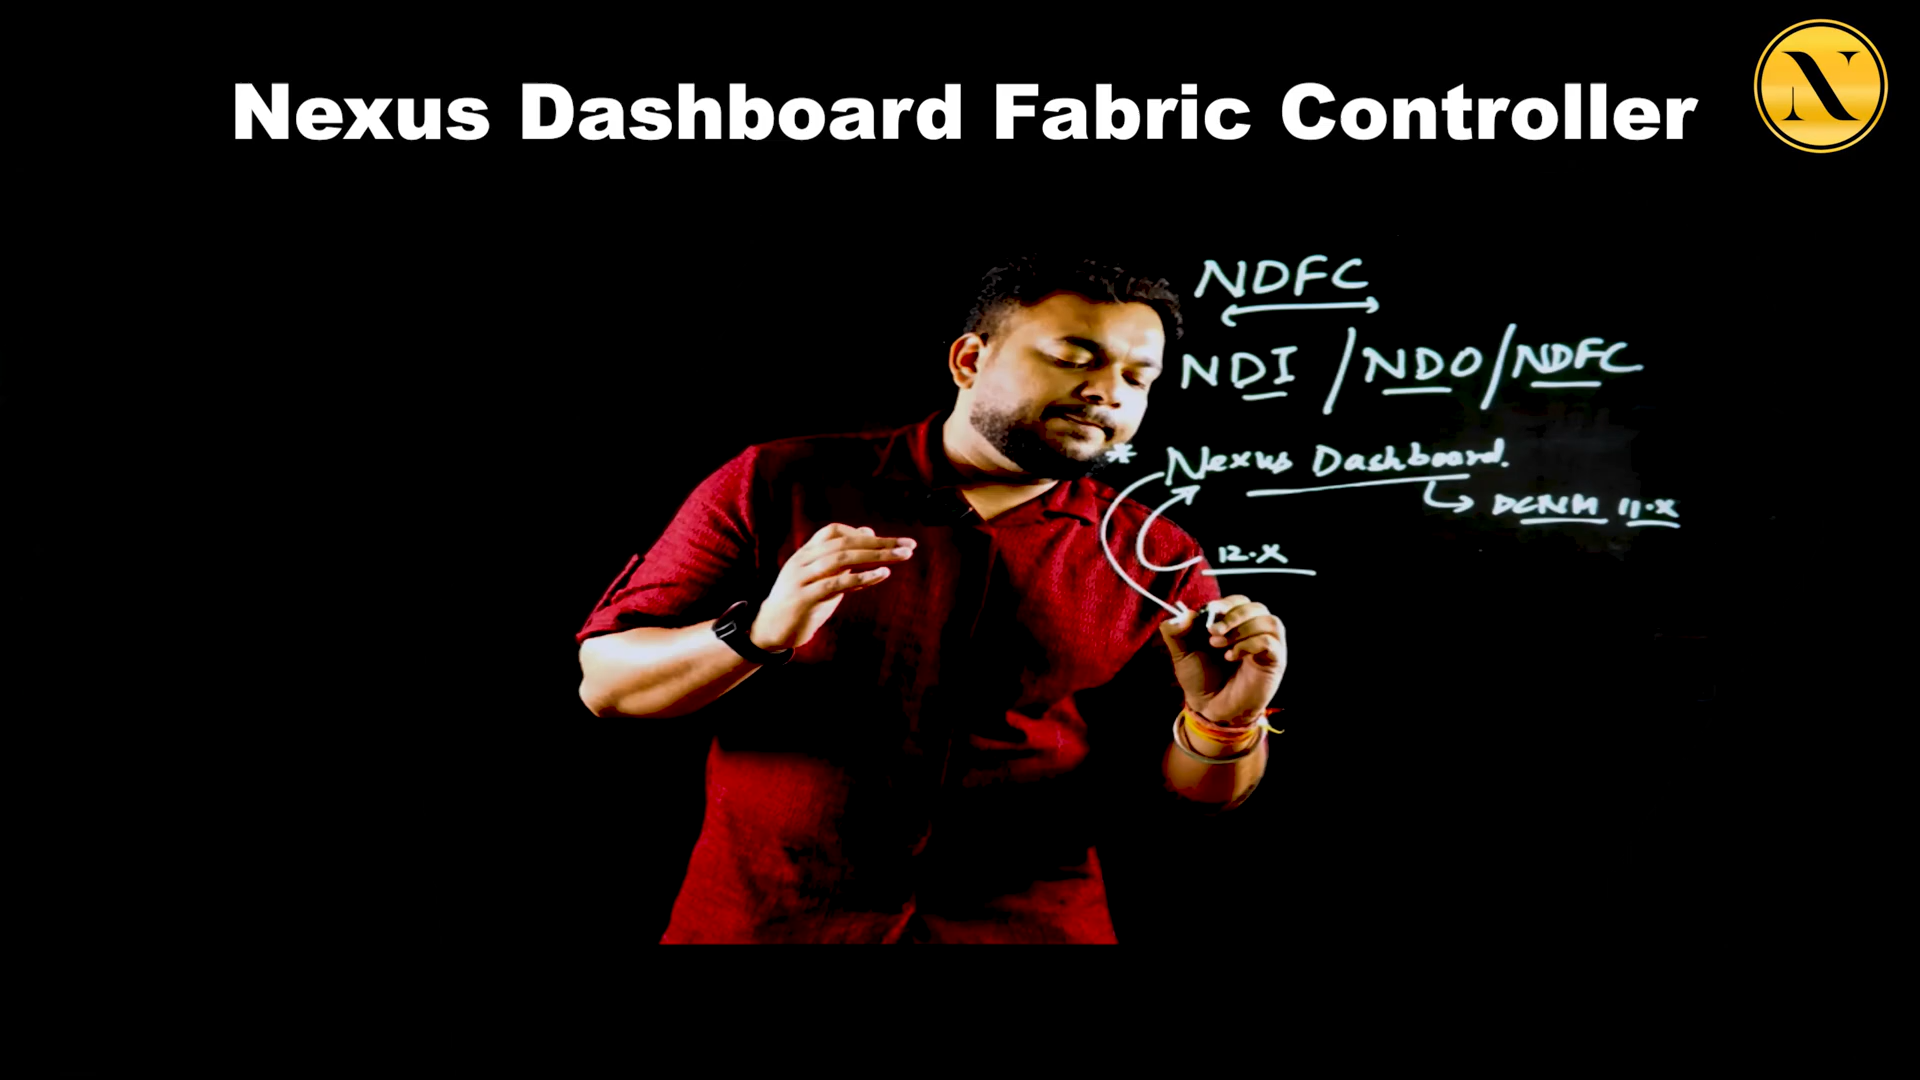 Nexus Dashboard Fabric Controller
N
NDFC
NDI / NDO / NDFC
* Nexus Dashboard.
DCNM 11.x
12.x